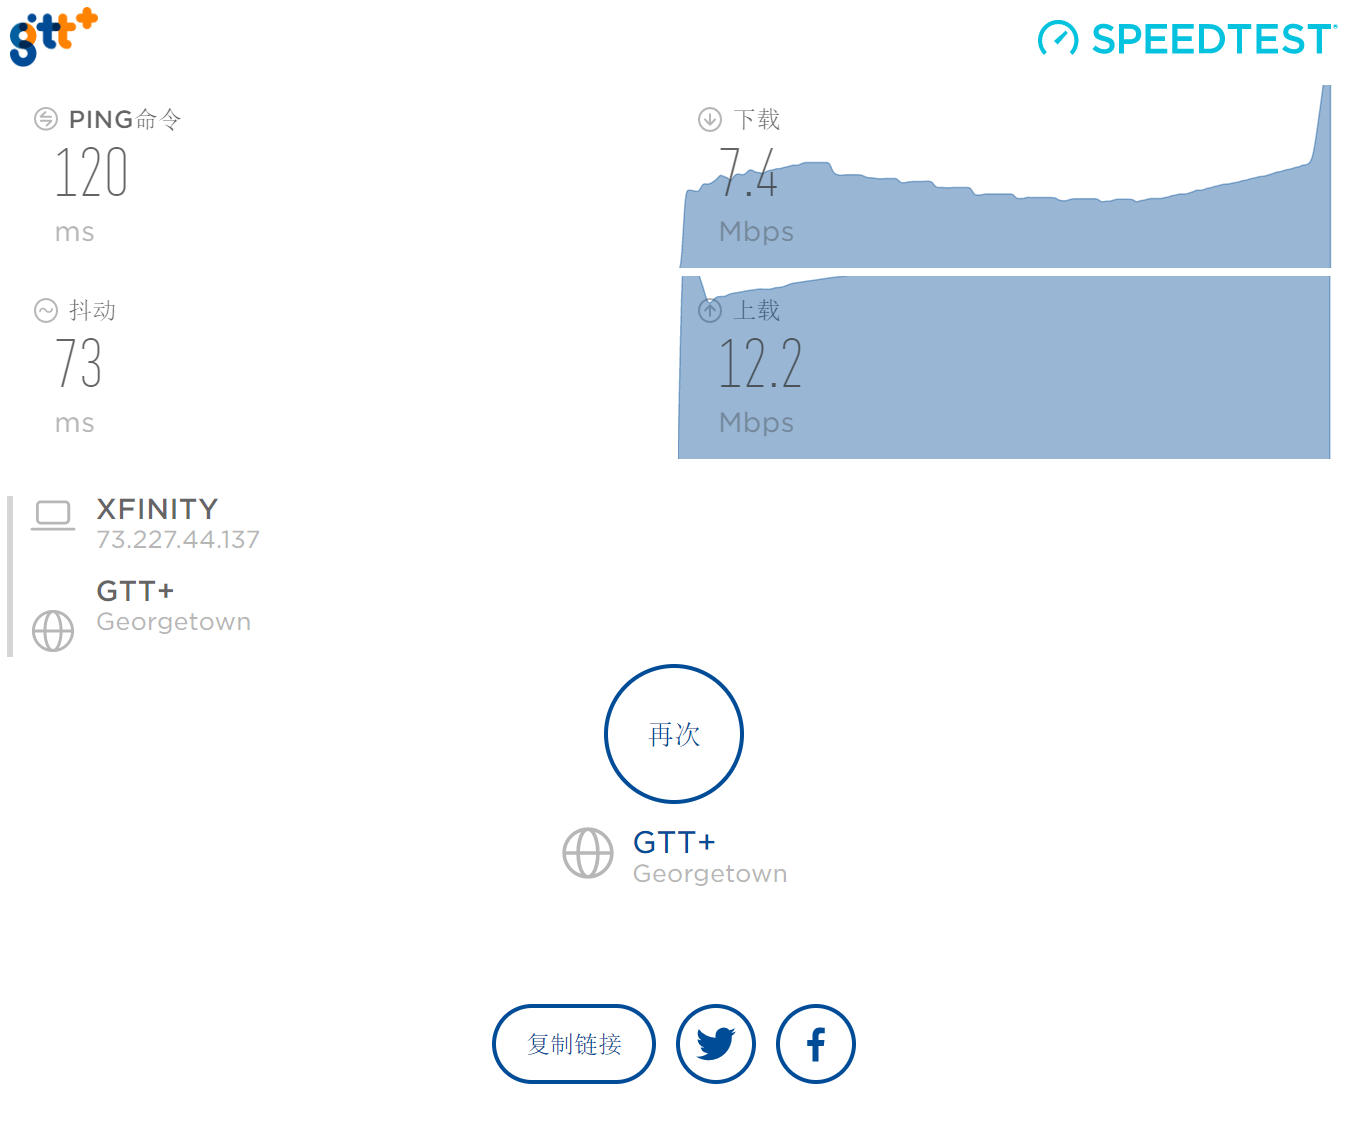 gtt+
SPEEDTEST
PING命令
120
ms
下载
7.4
Mbps
抖动
73
ms
上载
12.2
Mbps
XFINITY
73.227.44.137
GTT+
Georgetown
再次
GTT+
Georgetown
复制链接